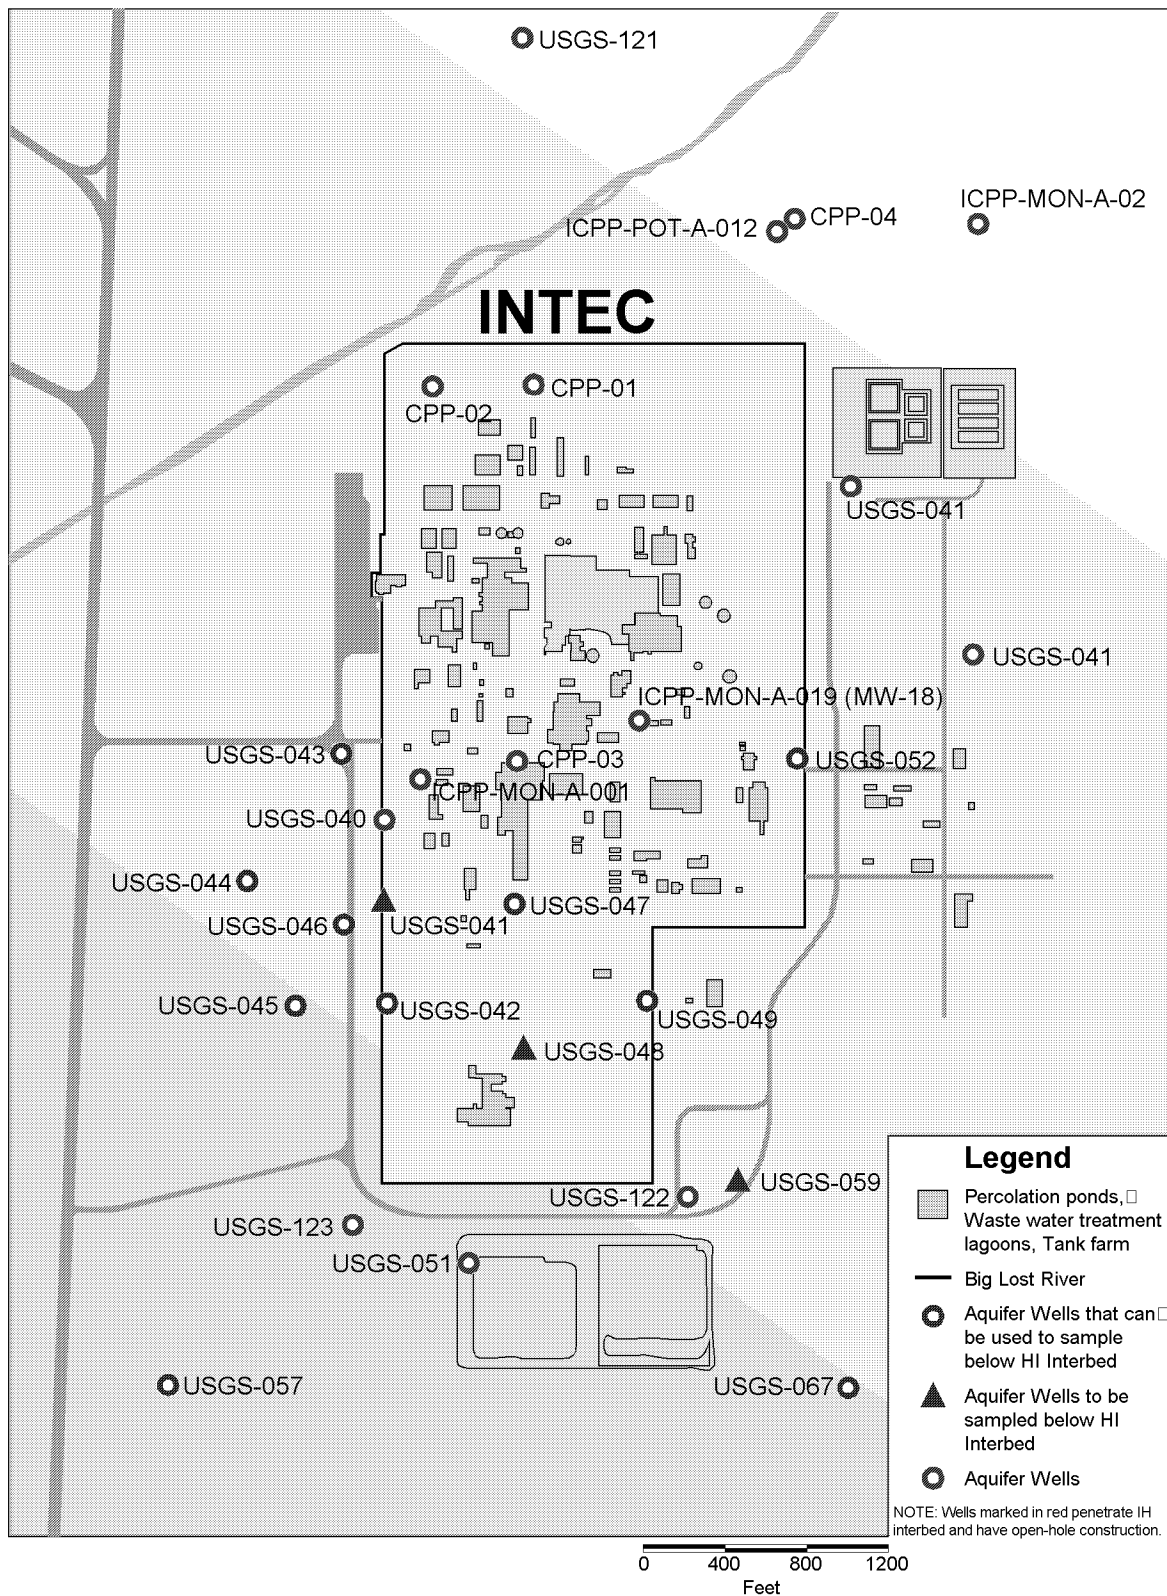 USGS-121
ICPP-MON-A-02
CPP-04
ICPP-POT-A-012
INTEC
CPP-01
CPP-02
USGS-041
USGS-041
ICPP-MON-A-019 (MW-18)
USGS-043
CPP-03
USGS-052
ICPP-MON-A-001
USGS-040
USGS-044
USGS-047
USGS-046
USGS-041
USGS-045
USGS-042
USGS-049
USGS-048
USGS-059
USGS-122
USGS-123
USGS-051
USGS-057
USGS-067
Legend
Percolation ponds,
Waste water treatment
lagoons, Tank farm
Big Lost River
Aquifer Wells that can
be used to sample
below HI Interbed
Aquifer Wells to be
sampled below HI
Interbed
Aquifer Wells
NOTE: Wells marked in red penetrate IH
interbed and have open-hole construction.
0 400 800 1200
Feet